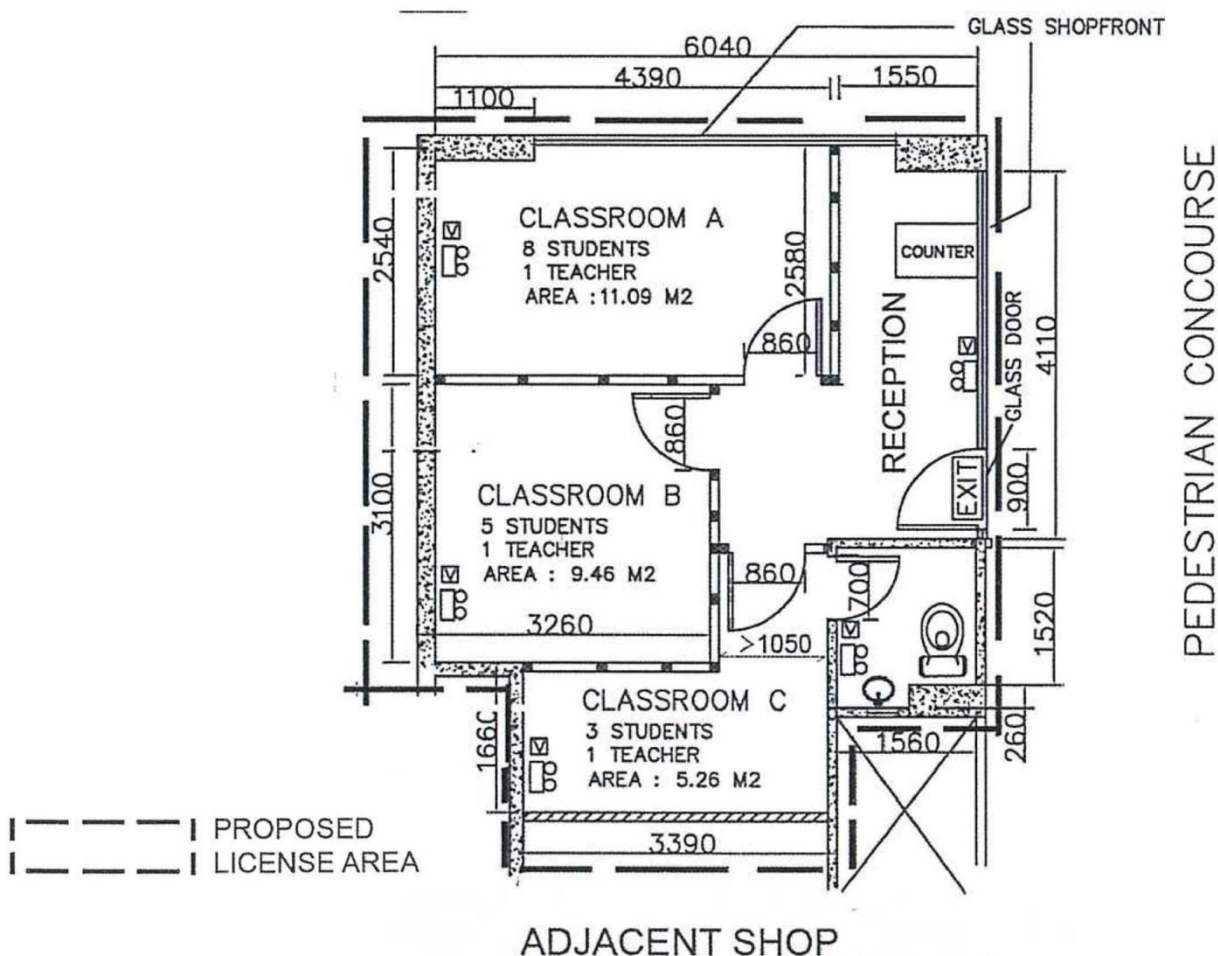 GLASS SHOPFRONT
6040
4390
1550
1100
CLASSROOM A
8 STUDENTS
1 TEACHER
AREA :11.09 M2
V
2540
2580
860
COUNTER
RECEPTION
V
GLASS DOOR
4110
PEDESTRIAN CONCOURSE
860
EXIT
900
CLASSROOM B
5 STUDENTS
1 TEACHER
AREA : 9.46 M2
V
3100
3260
860
700
V
>1050
1520
CLASSROOM C
3 STUDENTS
1 TEACHER
AREA : 5.26 M2
V
1660
1560
260
3390
PROPOSED
LICENSE AREA
ADJACENT SHOP